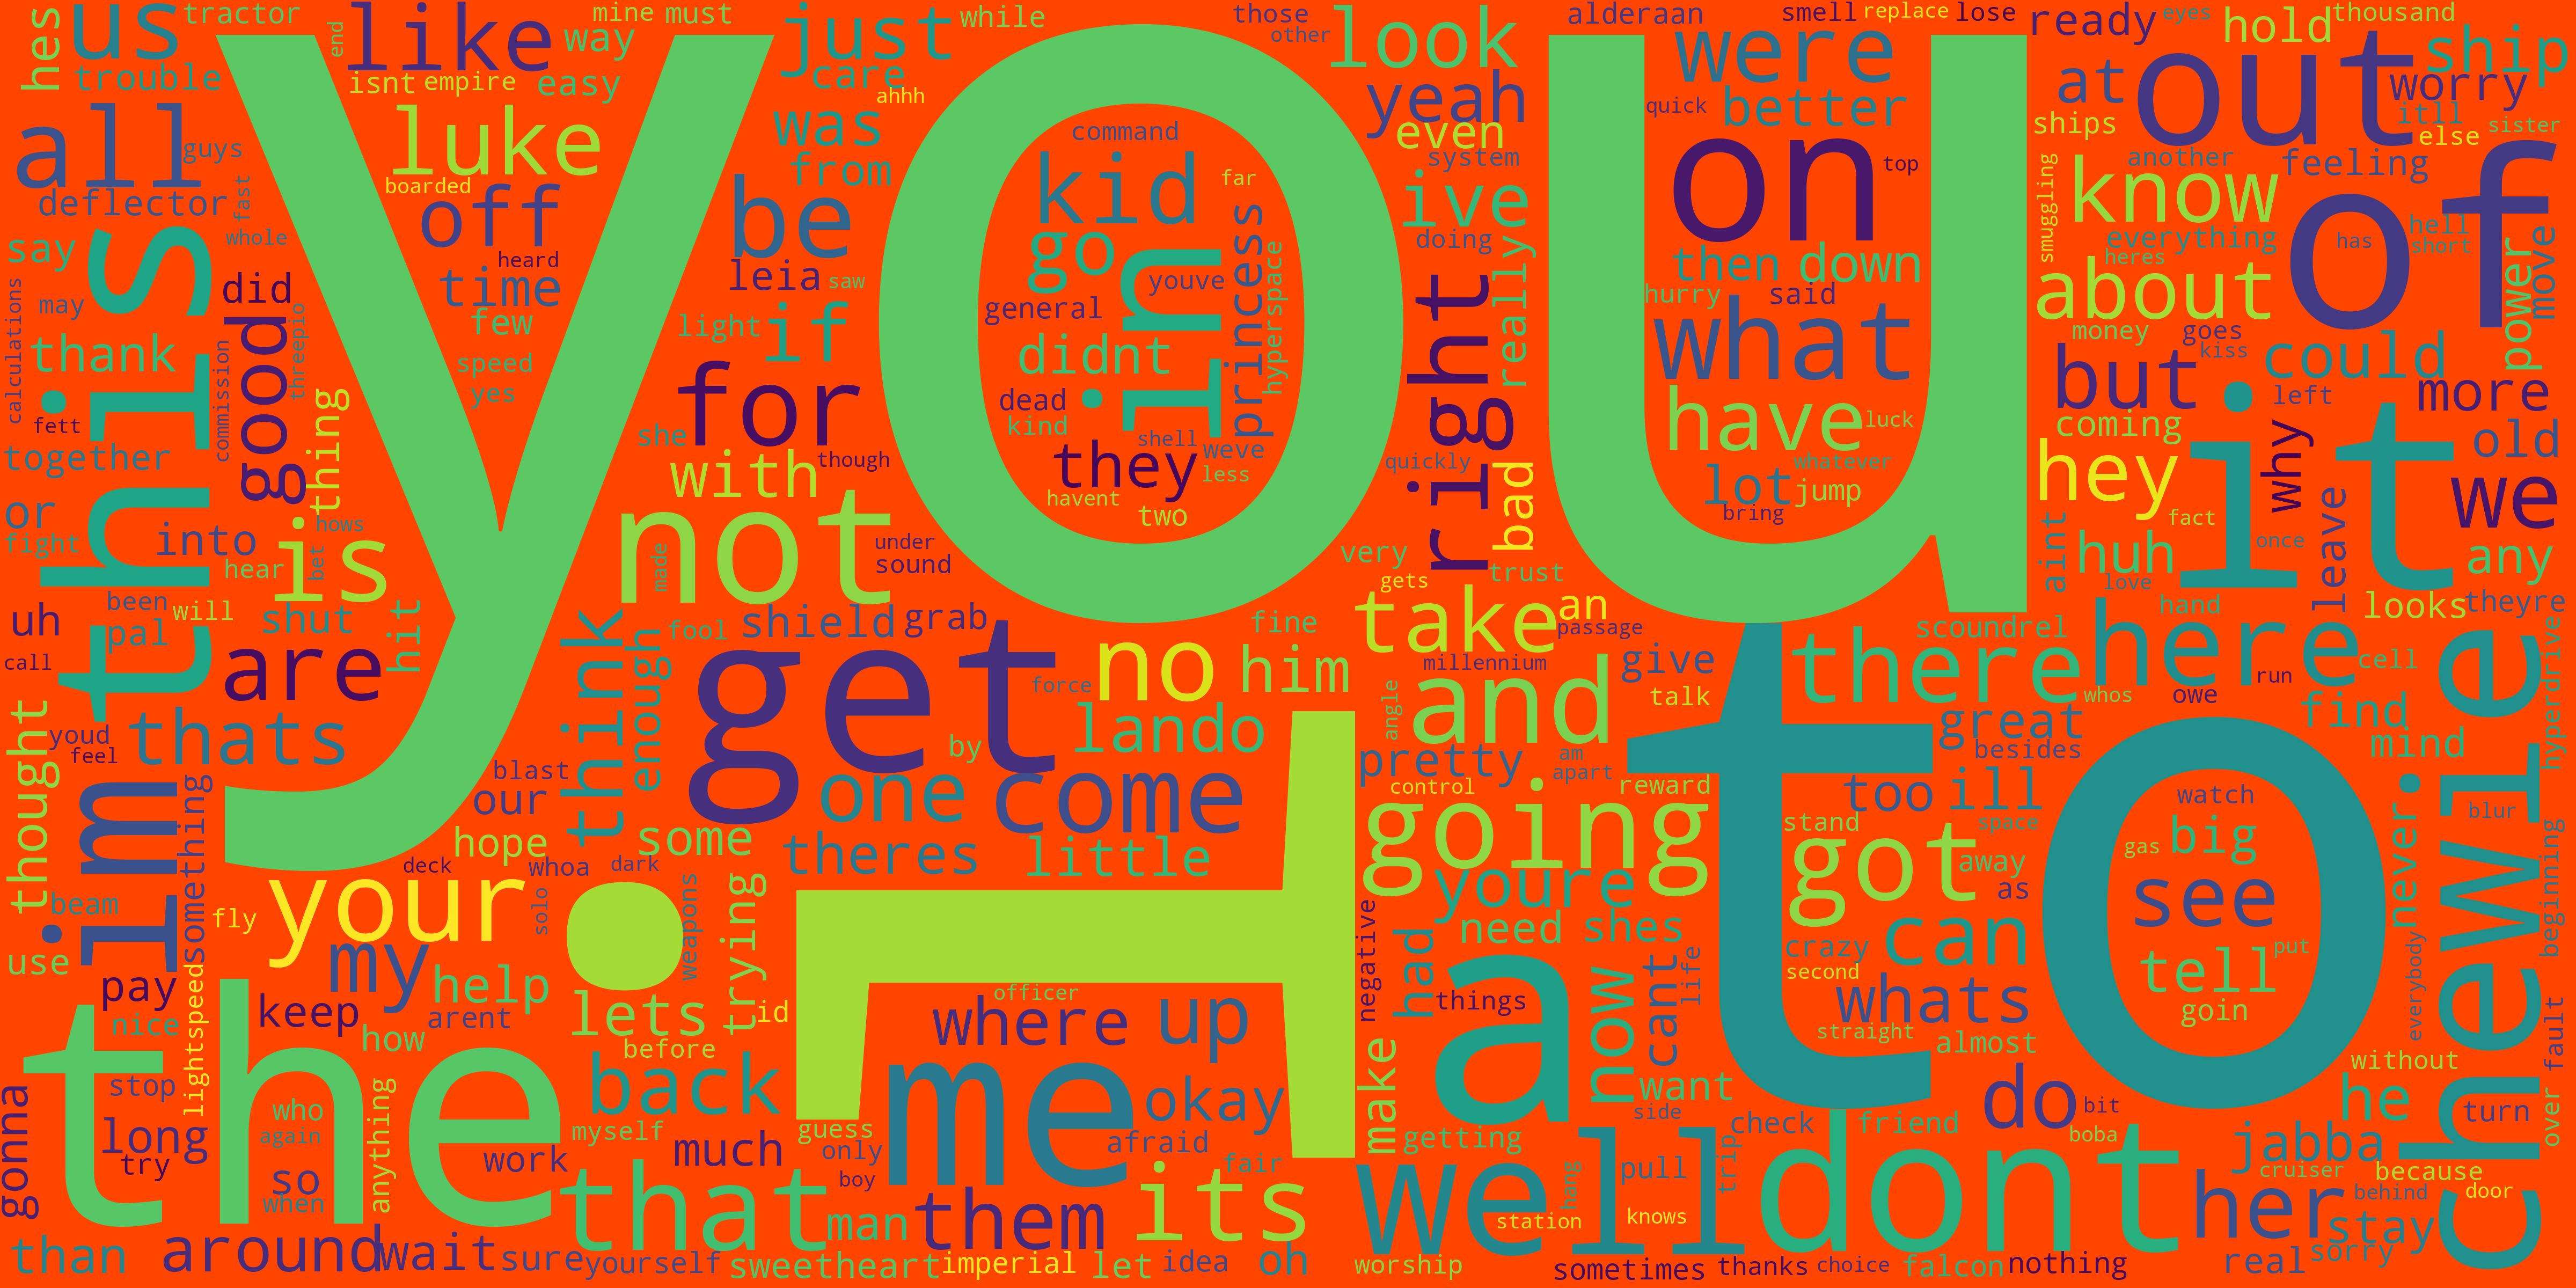 you
to
i
the
of
it
chewie
this
get
a
me
out
on
dont
well
in
im
not
that
and
here
there
going
what
for
be
all
us
like
just
luke
off
was
from
care
way
mine must
while
those
other
look
yeah
even
ive
system
doing
alderaan
smell replace lose
were
better
quick
top
ready eyes
hold thousand
ship
worry
itll
else sister
at
ships
another
feeling
know
everything
heres
has
hell
short
smuggling
about
power
move
money
goes
kiss
could
but
coming
left
more
old
hey
why
we
fact
huh
once
leave
any
aint
love
hand
looks theyre
hes
tractor
trouble
end
isnt empire easy
ahhh
guys
deflector
fast
whole
boarded
heard
time
few
speed
yes
say
may
calculations
thank
fett
together
did
good
threepio
commission
thing
or
fight
into
hows
bet
hear
is
leia saw
light if
she
with though
under
sound
made
command
kid
far
go
youve
general
didnt
princess
hyperspace
dead
kind
shell
they
weve
less
havent
two
right
really
quickly
bad
very
gets
trust
then down
hurry said
have luck
lot whatever
jump
bring
uh
been
pal will
shut
hit
call
are
thats
thought
youd
feel
something
think
enough
fool shield grab
fine
force no him
lando
by
one come
theres little
some
blast
our
hope
deck
whoa dark
take an
passage
millennium
give
talk
angle
pretty
am
apart
control
reward
scoundrel
whos owe run
cell
hyperdrive
great
besides
find
mind
too ill
watch
stand
space
big
gas
got
away
as
see
tell put
goin
never
blur
beginning
everybody
beam
fly
your
solo
weapons
trying
use
lightspeed
pay
my
keep
help
arent
how
lets
id
before
nice
stop
long
try
who
again
so
when
anything
gonna
back
myself
work
much
officer
where up
okay
afraid
guess
only
boy
fair
negative
youre
need shes
had
things
now
cant
life
make
want
side
getting
crazy
second
can
whats
straight
almost
check
friend
do bit
boba
without
he
turn
over fault
jabba
cruiser because
behind
door
her
stay
pull
trip
hang
station
knows
than
around wait sure yourself
man them its
sweetheart imperial let idea oh
worship
sometimes thanks choice falcon nothing
real sorry